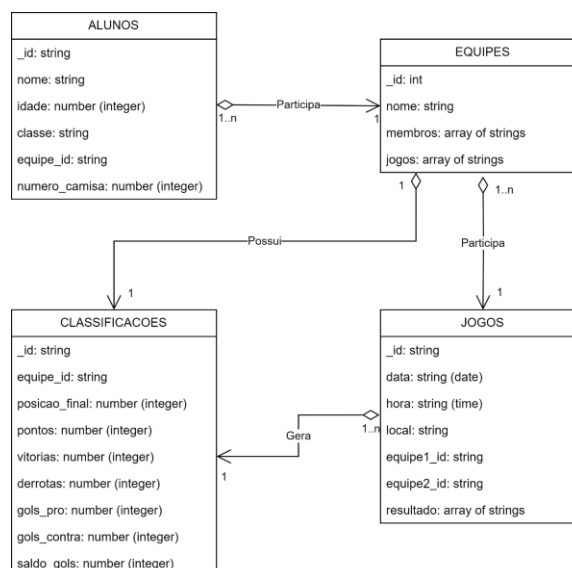 ALUNOS
_id: string
nome: string
idade: number (integer)
classe: string
equipe_id: string
numero_camisa: number (integer)
1..n
Participa
1
EQUIPES
_id: int
nome: string
membros: array of strings
jogos: array of strings
1
1..n
Possui
Participa
1
1
CLASSIFICACOES
_id: string
equipe_id: string
posicao_final: number (integer)
pontos: number (integer)
vitorias: number (integer)
derrotas: number (integer)
gols_pro: number (integer)
gols_contra: number (integer)
saldo_gols: number (integer)
1
Gera
1..n
JOGOS
_id: string
data: string (date)
hora: string (time)
local: string
equipe1_id: string
equipe2_id: string
resultado: array of strings